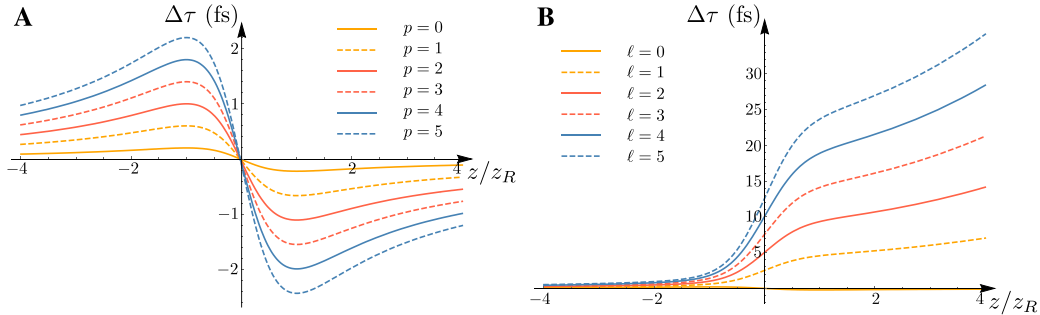 A
Δτ (fs)
p = 0
p = 1
p = 2
p = 3
p = 4
p = 5
2
1
-4
-2
2
4
z/z_R
-1
-2
B
Δτ (fs)
ℓ = 0
ℓ = 1
ℓ = 2
ℓ = 3
ℓ = 4
ℓ = 5
30
25
20
15
10
5
-4
-2
2
4
z/z_R